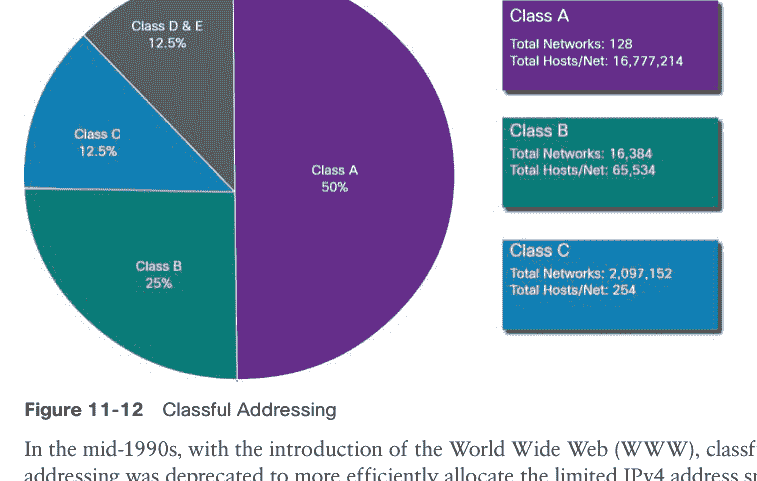 Class D & E
12.5%
Class C
12.5%
Class A
50%
Class B
25%
Class A
Total Networks: 128
Total Hosts/Net: 16,777,214
Class B
Total Networks: 16,384
Total Hosts/Net: 65,534
Class C
Total Networks: 2,097,152
Total Hosts/Net: 254
Figure 11-12 Classful Addressing
In the mid-1990s, with the introduction of the World Wide Web (WWW), classf
addressing was deprecated to more efficiently allocate the limited IPv4 address